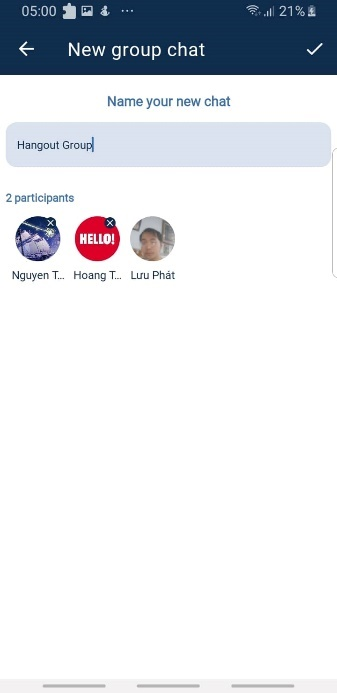 05:00 ... 21%
New group chat
Name your new chat
Hangout Group
2 participants
HELLO!
Nguyen T... Hoang T... Lưu Phát